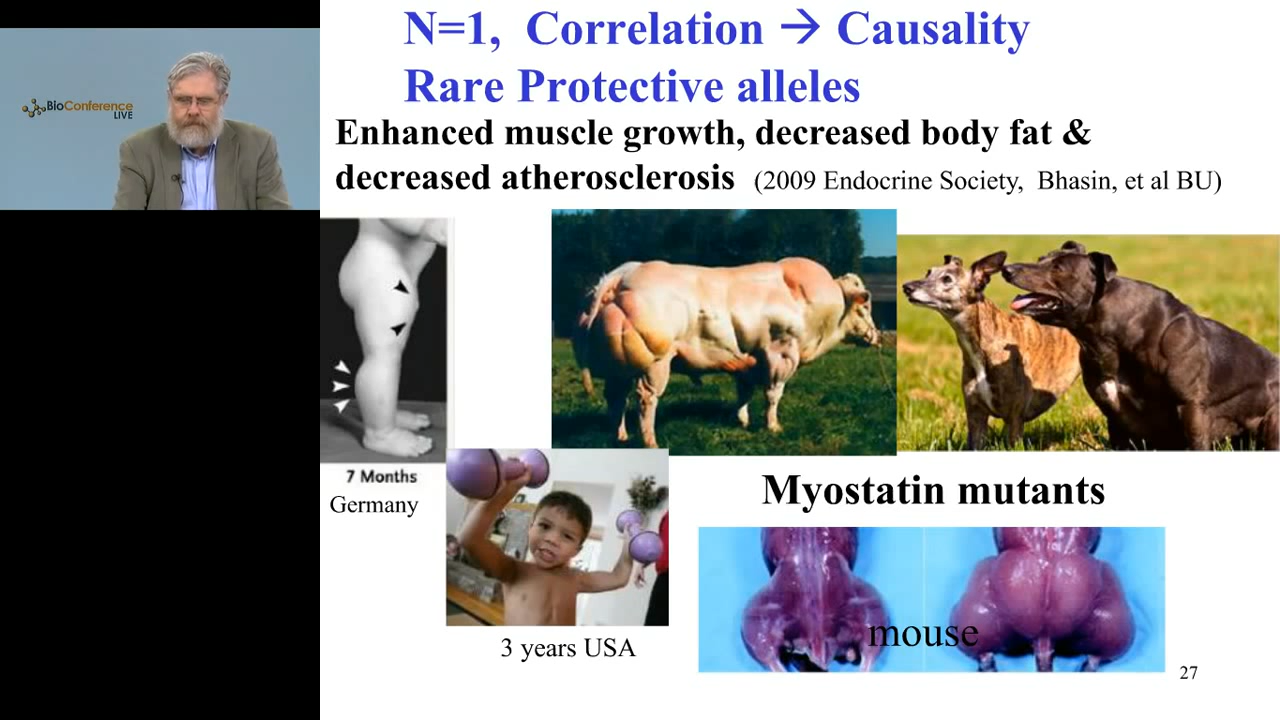 BioConference
LIVE
N=1, Correlation → Causality
Rare Protective alleles
Enhanced muscle growth, decreased body fat &
decreased atherosclerosis (2009 Endocrine Society, Bhasin, et al BU)
7 Months
Germany
3 years USA
Myostatin mutants
mouse
27